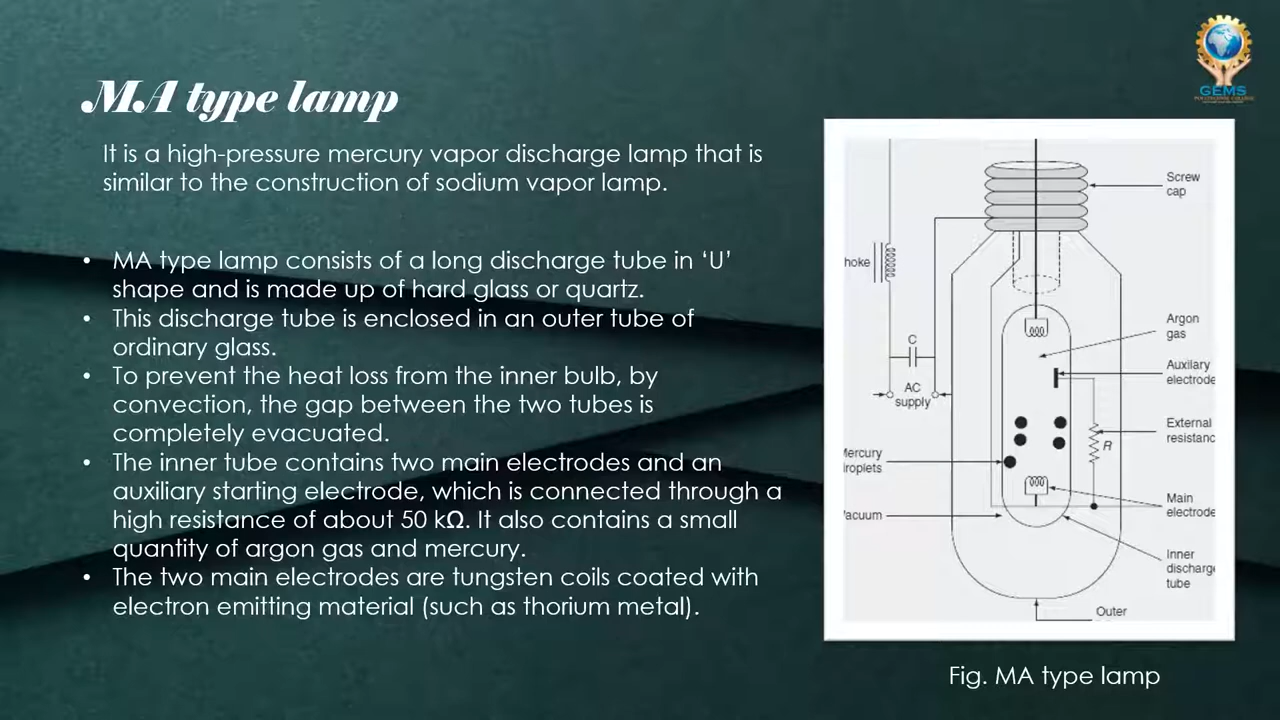 GEMS
MA type lamp
It is a high-pressure mercury vapor discharge lamp that is
similar to the construction of sodium vapor lamp.
• MA type lamp consists of a long discharge tube in ‘U’
shape and is made up of hard glass or quartz.
• This discharge tube is enclosed in an outer tube of
ordinary glass.
• To prevent the heat loss from the inner bulb, by
convection, the gap between the two tubes is
completely evacuated.
• The inner tube contains two main electrodes and an
auxiliary starting electrode, which is connected through a
high resistance of about 50 kΩ. It also contains a small
quantity of argon gas and mercury.
• The two main electrodes are tungsten coils coated with
electron emitting material (such as thorium metal).
Screw
cap
hoke
Argon
gas
C
Auxilary
electrode
AC
supply
External
resistanc
R
Mercury
droplets
Main
electrode
Vacuum
Inner
discharge
tube
Outer
Fig. MA type lamp